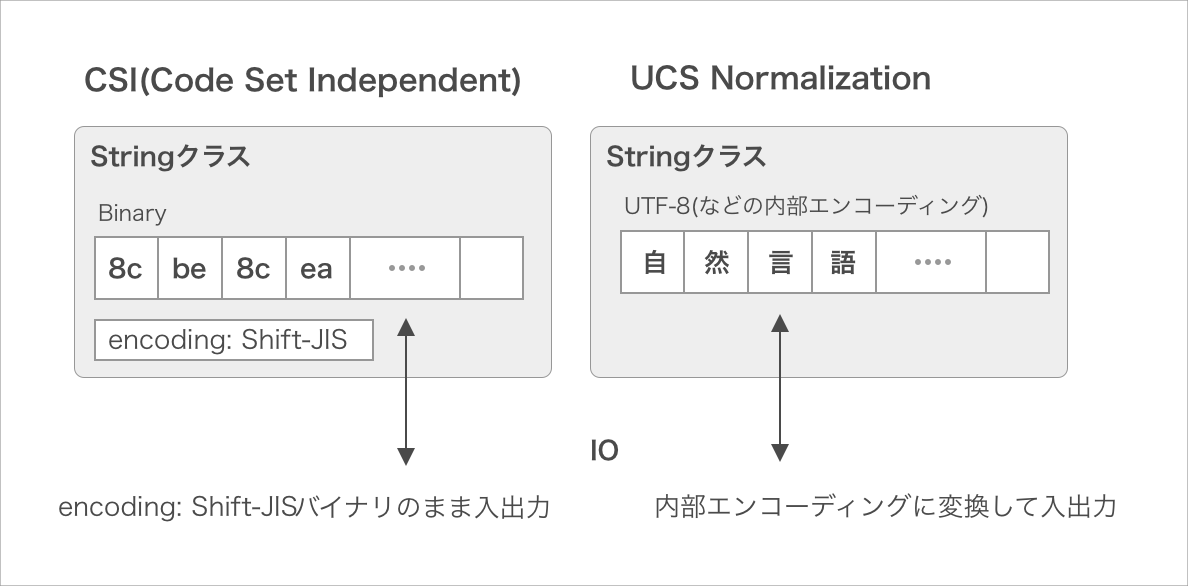 CSI(Code Set Independent)
Stringクラス
Binary
8c be 8c ea ••••
encoding: Shift-JIS
encoding: Shift-JISバイナリのまま入出力
UCS Normalization
Stringクラス
UTF-8(などの内部エンコーディング)
自 然 言 語 ••••
IO
内部エンコーディングに変換して入出力